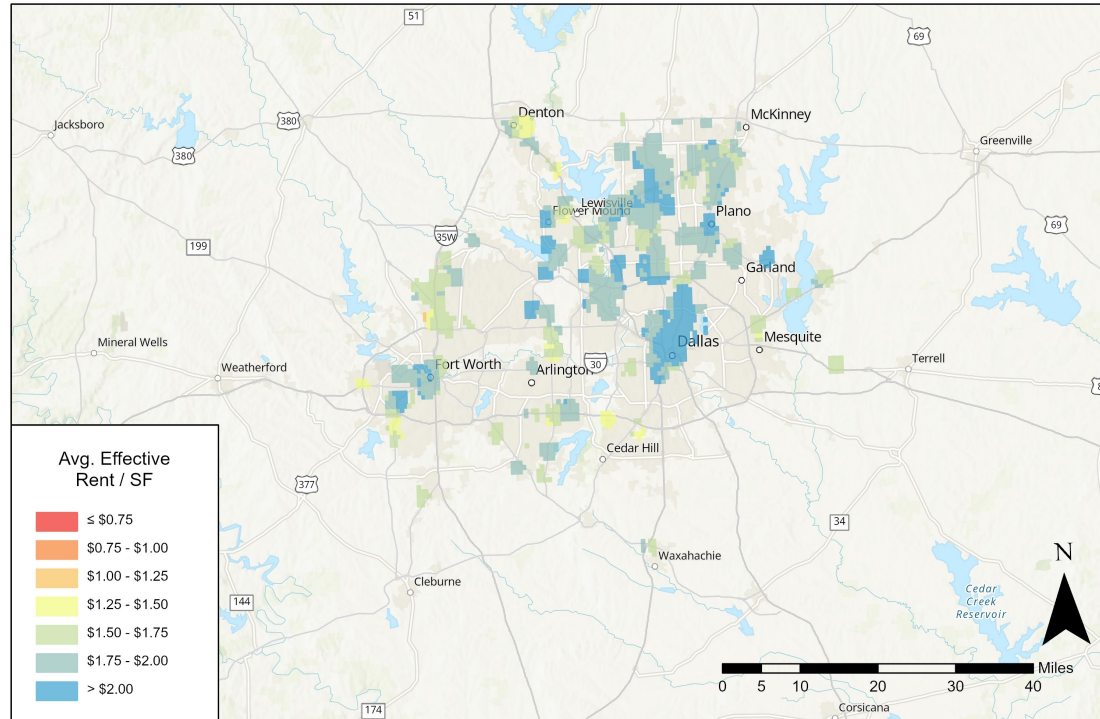 51
69
Denton
McKinney
380
Jacksboro
Greenville
380
Lewisville
Flower Mound
Plano
69
35W
199
Garland
Mineral Wells
Mesquite
Dallas
Terrell
Weatherford
Fort Worth
30
Arlington
8
Cedar Hill
Avg. Effective
Rent / SF
≤ $0.75
$0.75 - $1.00
$1.00 - $1.25
$1.25 - $1.50
$1.50 - $1.75
$1.75 - $2.00
> $2.00
377
34
N
Waxahachie
Cleburne
144
Cedar
Creek
Reservoir
Miles
0 5 10 20 30 40
174
Corsicana